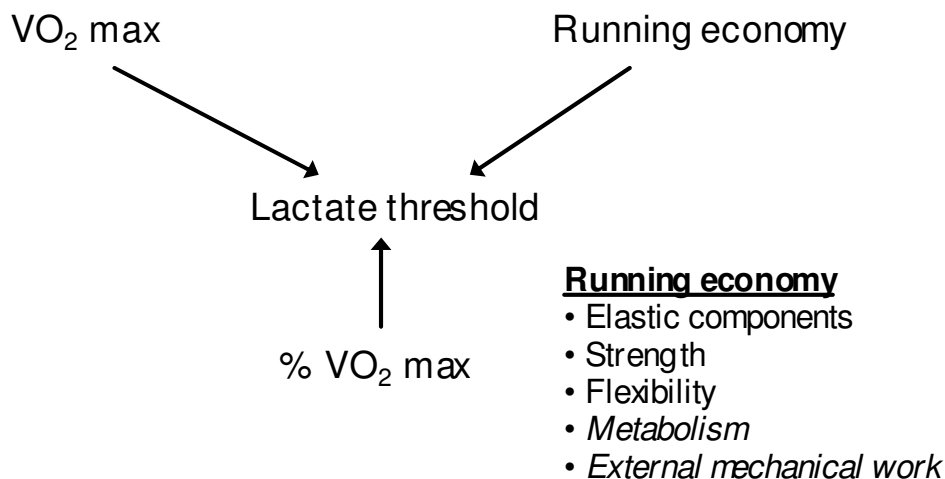 VO₂ max
Running economy
Lactate threshold
% VO₂ max
Running economy
• Elastic components
• Strength
• Flexibility
• Metabolism
• External mechanical work